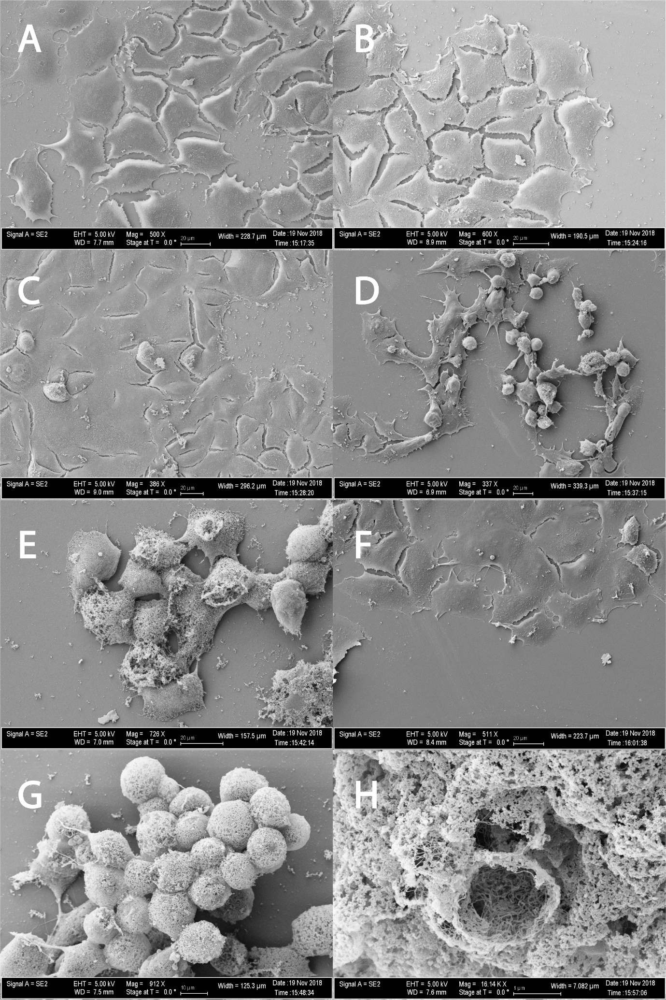 A
B
Signal A = SE2 EHT = 5.00 kV Mag = 500 X 20 µm Width = 228.7 µm Date :19 Nov 2018
WD = 7.7 mm Stage at T = 0.0 ° Time :15:17:35
Signal A = SE2 EHT = 5.00 kV Mag = 600 X 20 µm Width = 190.5 µm Date :19 Nov 2018
WD = 8.9 mm Stage at T = 0.0 ° Time :15:24:16
C
D
Signal A = SE2 EHT = 5.00 kV Mag = 386 X 20 µm Width = 296.2 µm Date :19 Nov 2018
WD = 9.0 mm Stage at T = 0.0 ° Time :15:28:20
Signal A = SE2 EHT = 5.00 kV Mag = 337 X 20 µm Width = 339.3 µm Date :19 Nov 2018
WD = 6.9 mm Stage at T = 0.0 ° Time :15:37:15
E
F
Signal A = SE2 EHT = 5.00 kV Mag = 726 X 20 µm Width = 157.5 µm Date :19 Nov 2018
WD = 7.0 mm Stage at T = 0.0 ° Time :15:42:14
Signal A = SE2 EHT = 5.00 kV Mag = 511 X 20 µm Width = 223.7 µm Date :19 Nov 2018
WD = 8.4 mm Stage at T = 0.0 ° Time :16:01:38
G
H
Signal A = SE2 EHT = 5.00 kV Mag = 912 X 10 µm Width = 125.3 µm Date :19 Nov 2018
WD = 7.5 mm Stage at T = 0.0 ° Time :15:48:34
Signal A = SE2 EHT = 5.00 kV Mag = 16.14 K X 1 µm Width = 7.082 µm Date :19 Nov 2018
WD = 7.6 mm Stage at T = 0.0 ° Time :15:57:06